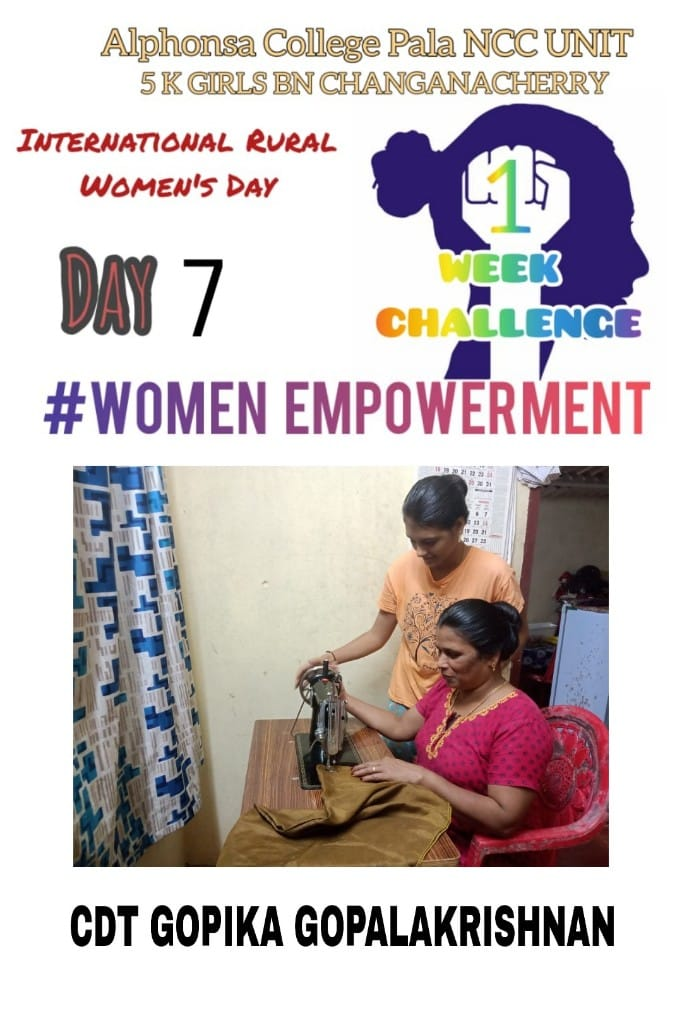 Alphonsa College Pala NCC UNIT
5 K GIRLS BN CHANGANACHERRY
INTERNATIONAL RURAL
WOMEN'S DAY
DAY 7
1
WEEK
CHALLENGE
#WOMEN EMPOWERMENT
CDT GOPIKA GOPALAKRISHNAN